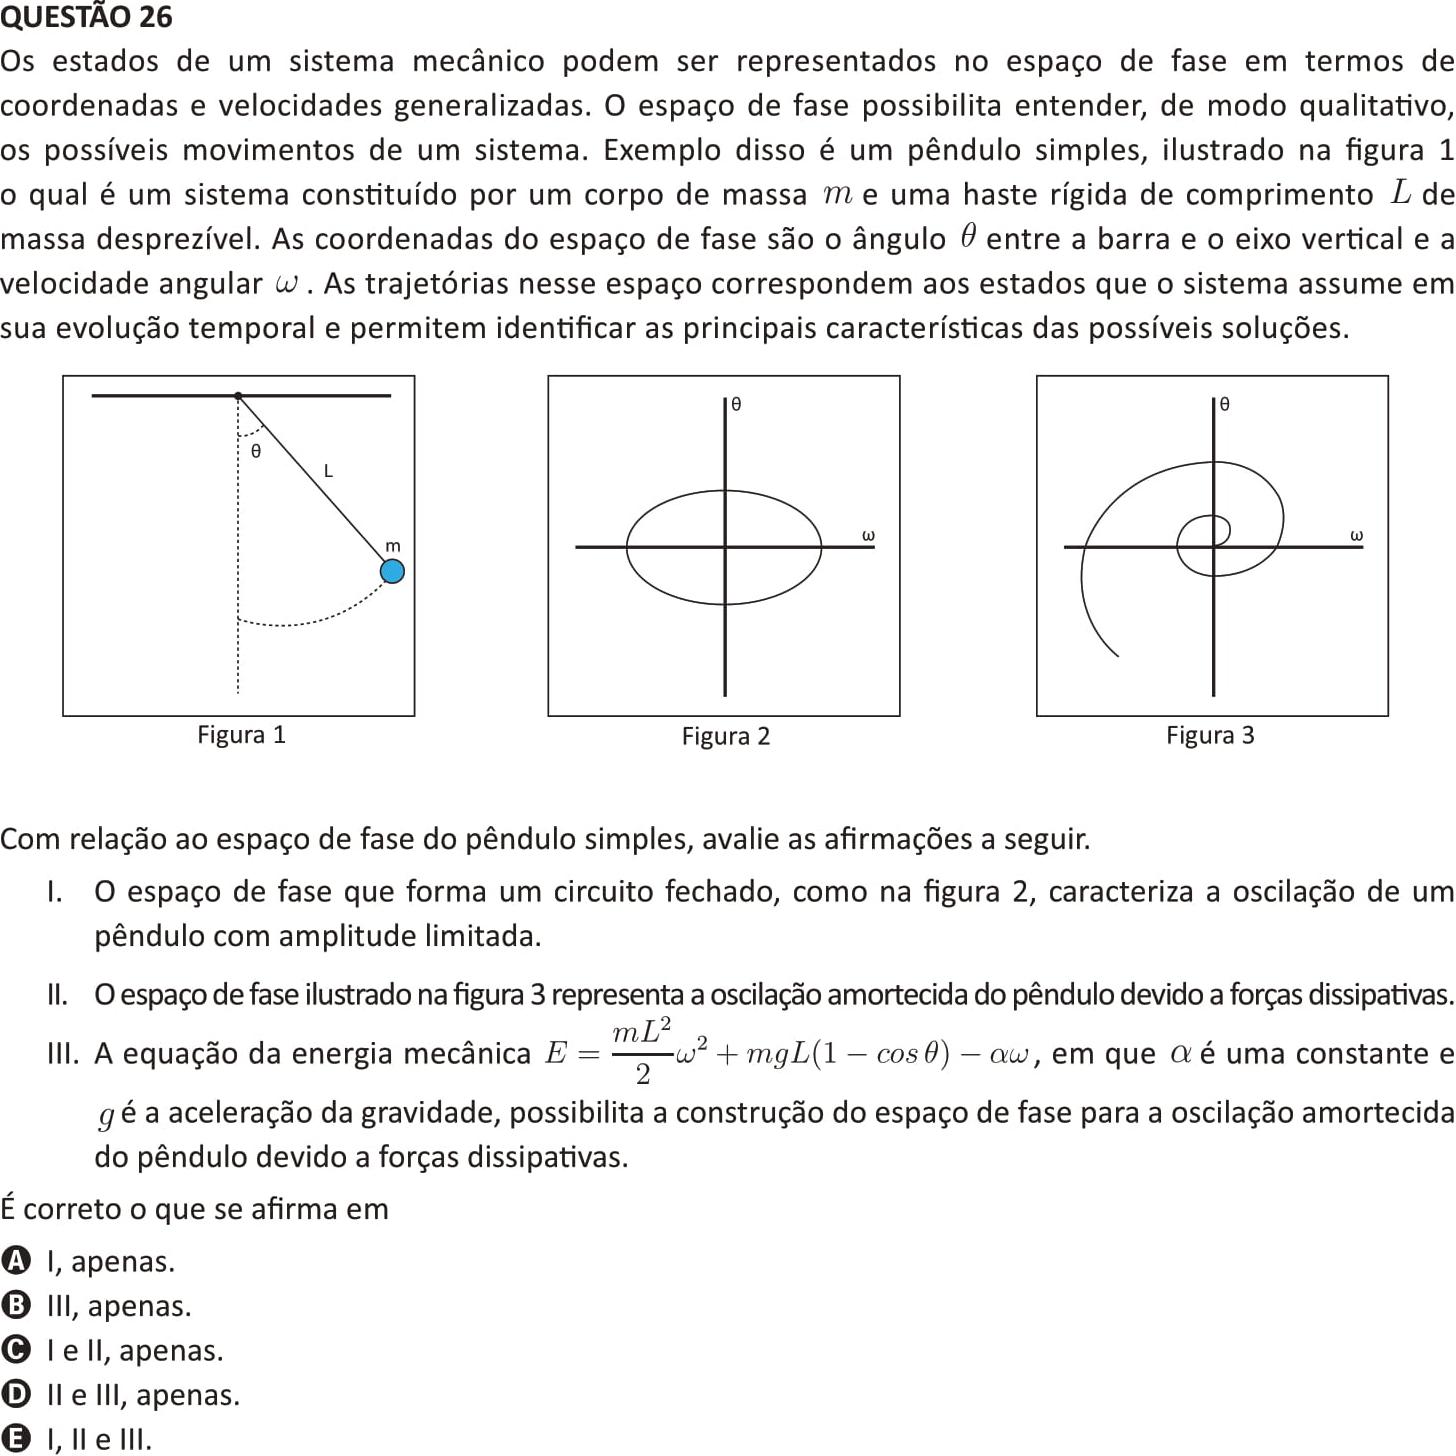 QUESTÃO 26
Os estados de um sistema mecânico podem ser representados no espaço de fase em termos de
coordenadas e velocidades generalizadas. O espaço de fase possibilita entender, de modo qualitativo,
os possíveis movimentos de um sistema. Exemplo disso é um pêndulo simples, ilustrado na figura 1
o qual é um sistema constituído por um corpo de massa m e uma haste rígida de comprimento L de
massa desprezível. As coordenadas do espaço de fase são o ângulo θ entre a barra e o eixo vertical e a
velocidade angular ω . As trajetórias nesse espaço correspondem aos estados que o sistema assume em
sua evolução temporal e permitem identificar as principais características das possíveis soluções.
θ
L
m
Figura 1
θ
ω
Figura 2
θ
ω
Figura 3
Com relação ao espaço de fase do pêndulo simples, avalie as afirmações a seguir.
I. O espaço de fase que forma um circuito fechado, como na figura 2, caracteriza a oscilação de um
pêndulo com amplitude limitada.
II. O espaço de fase ilustrado na figura 3 representa a oscilação amortecida do pêndulo devido a forças dissipativas.
III. A equação da energia mecânica E = \frac{mL^2}{2}ω² + mgL(1 − cos θ) − αω, em que α é uma constante e
g é a aceleração da gravidade, possibilita a construção do espaço de fase para a oscilação amortecida
do pêndulo devido a forças dissipativas.
É correto o que se afirma em
A I, apenas.
B III, apenas.
C I e II, apenas.
D II e III, apenas.
E I, II e III.